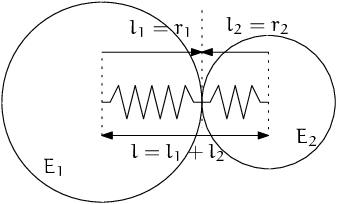 l₁ = r₁
l₂ = r₂
E₂
l = l₁ + l₂
E₁